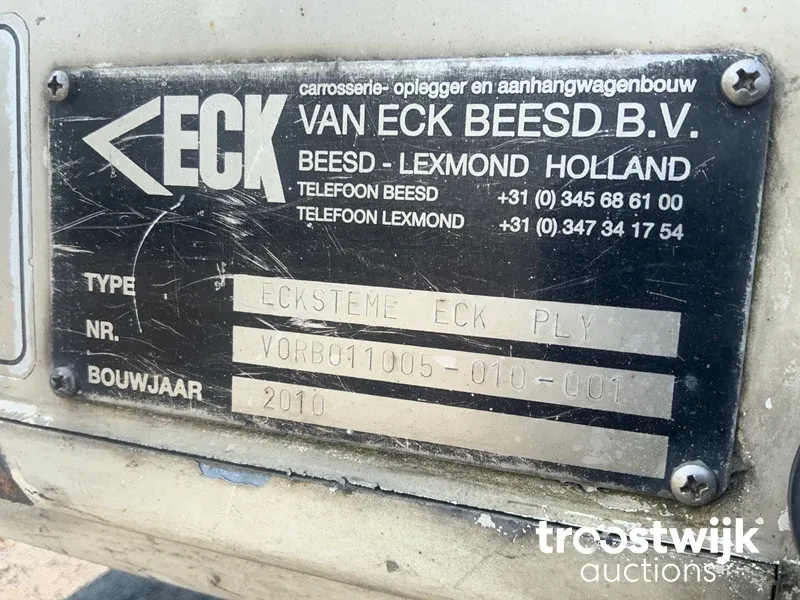 ECK
carrosserie- oplegger en aanhangwagenbouw
VAN ECK BEESD B.V.
BEESD - LEXMOND HOLLAND
TELEFOON BEESD +31 (0) 345 68 61 00
TELEFOON LEXMOND +31 (0) 347 34 17 54
TYPE ECKSTEME ECK PLY
NR. VORB011005-010-001
BOUWJAAR 2010
troostwijk
auctions